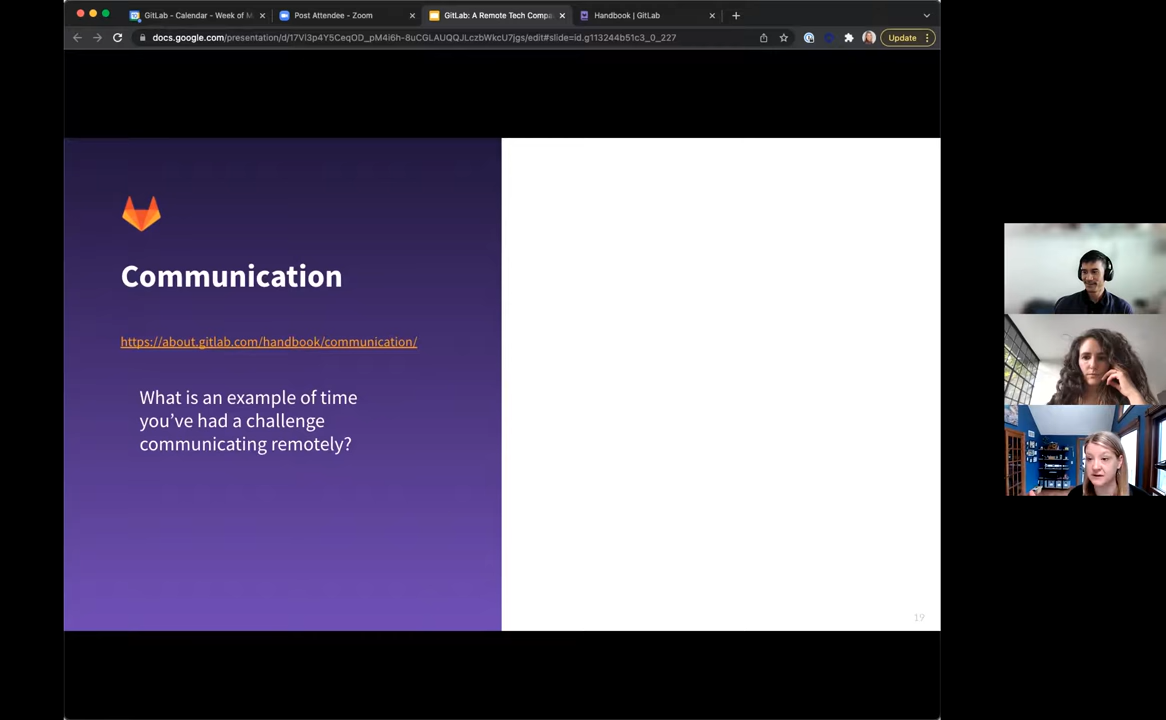 GitLab - Calendar - Week of M
Post Attendee - Zoom
GitLab: A Remote Tech Compa
Handbook | GitLab
docs.google.com/presentation/d/17Vl3p4Y5CeqOD_pM4i6h-8uCGLAUQQJLczbWkcU7jgs/edit#slide=id.g113244b51c3_0_227
Update
Communication
https://about.gitlab.com/handbook/communication/
What is an example of time
you've had a challenge
communicating remotely?
19